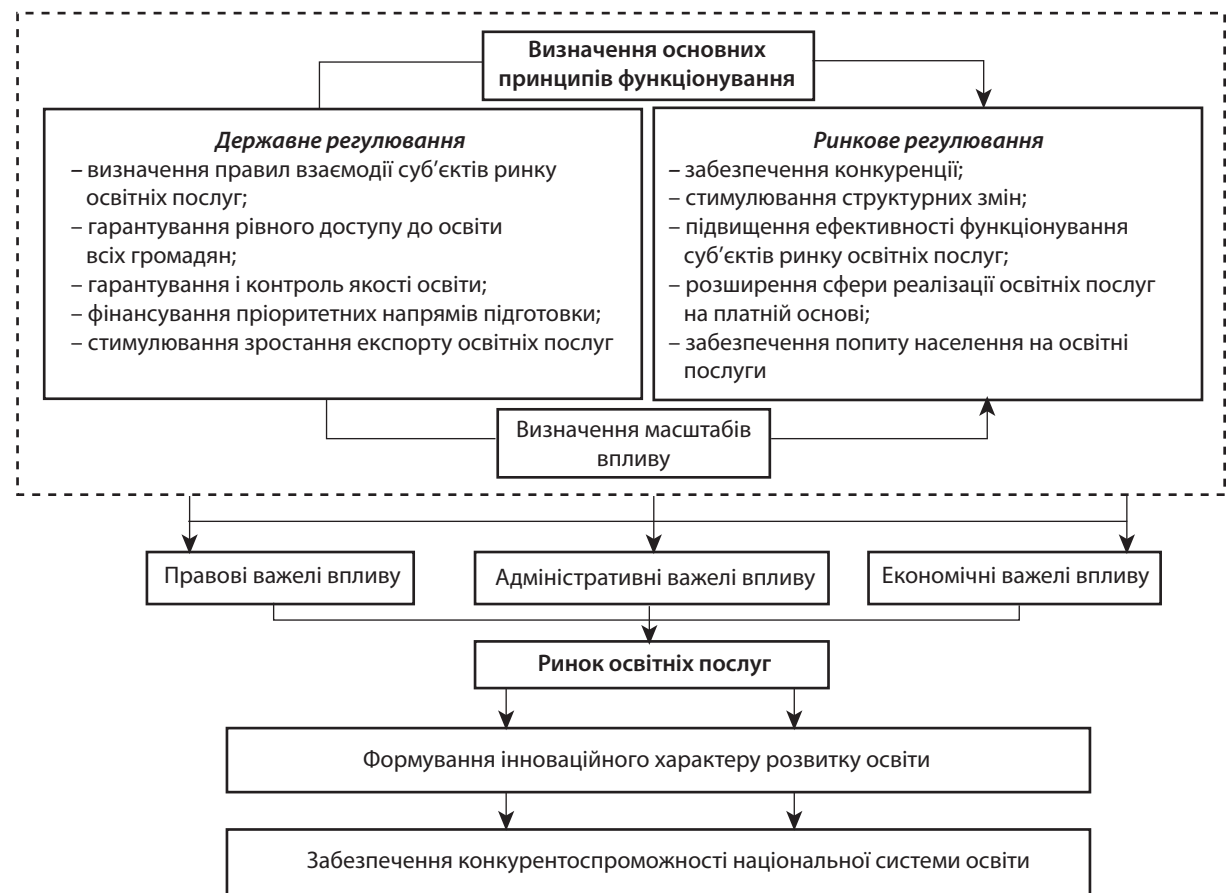 Визначення основних
принципів функціонування
Державне регулювання
– визначення правил взаємодії суб’єктів ринку
освітніх послуг;
– гарантування рівного доступу до освіти
всіх громадян;
– гарантування і контроль якості освіти;
– фінансування пріоритетних напрямів підготовки;
– стимулювання зростання експорту освітніх послуг
Ринкове регулювання
– забезпечення конкуренції;
– стимулювання структурних змін;
– підвищення ефективності функціонування
суб’єктів ринку освітніх послуг;
– розширення сфери реалізації освітніх послуг
на платній основі;
– забезпечення попиту населення на освітні
послуги
Визначення масштабів
впливу
Правові важелі впливу
Адміністративні важелі впливу
Економічні важелі впливу
Ринок освітніх послуг
Формування інноваційного характеру розвитку освіти
Забезпечення конкурентоспроможності національної системи освіти